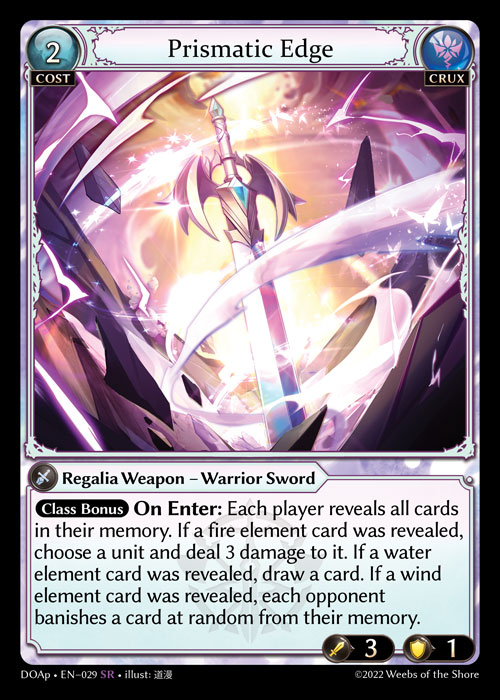 2
Prismatic Edge
COST
CRUX
Regalia Weapon – Warrior Sword
Class Bonus On Enter: Each player reveals all cards
in their memory. If a fire element card was revealed,
choose a unit and deal 3 damage to it. If a water
element card was revealed, draw a card. If a wind
element card was revealed, each opponent
banishes a card at random from their memory.
3
1
DOAp • EN–029 SR • illust: 道漫
©2022 Weebs of the Shore